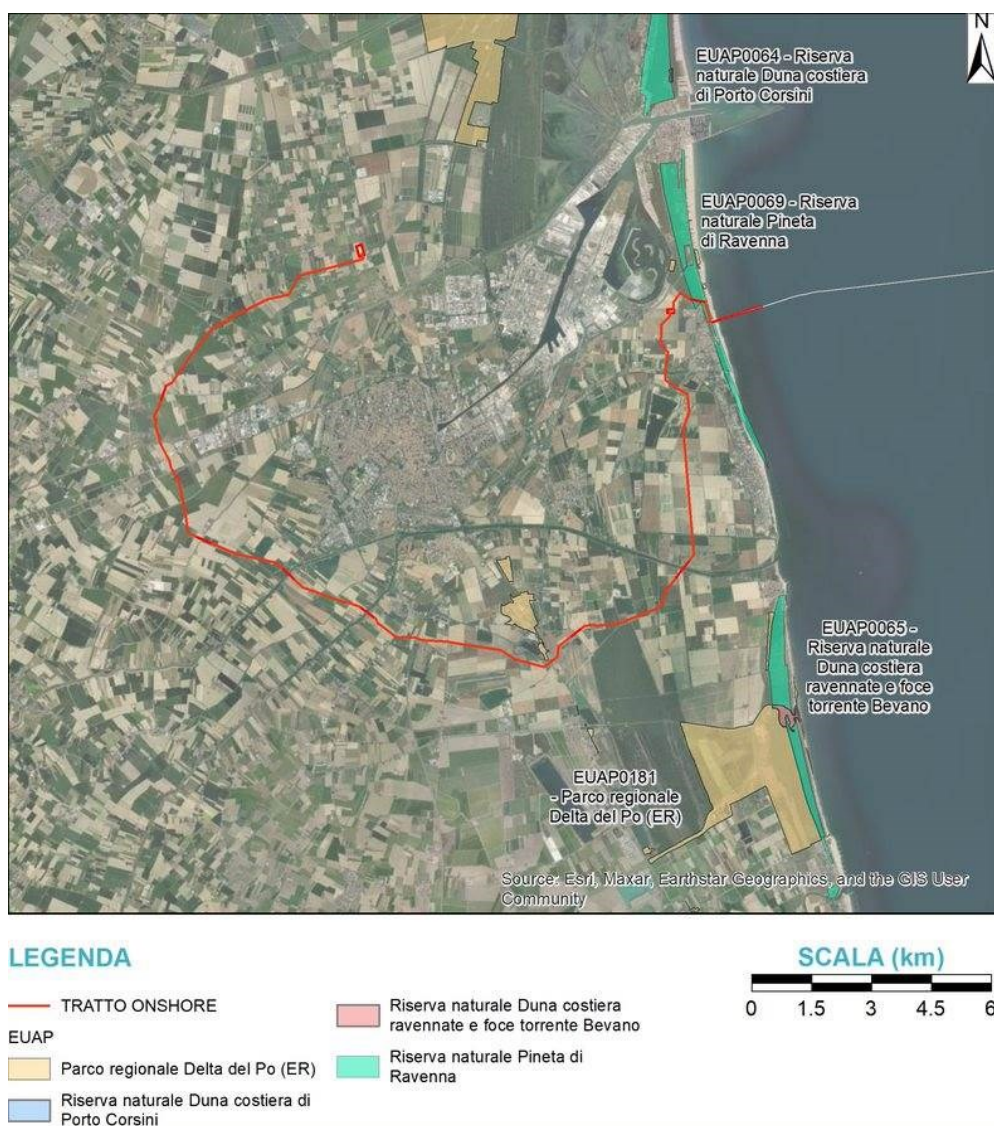 N
EUAP0064 - Riserva
naturale Duna costiera
di Porto Corsini
EUAP0069 - Riserva
naturale Pineta
di Ravenna
EUAP0065 -
Riserva naturale
Duna costiera
ravennate e foce
torrente Bevano
EUAP0181
- Parco regionale
Delta del Po (ER)
Source: Esri, Maxar, Earthstar Geographics, and the GIS User
Community
LEGENDA
TRATTO ONSHORE
EUAP
Parco regionale Delta del Po (ER)
Riserva naturale Duna costiera di
Porto Corsini
Riserva naturale Duna costiera
ravennate e foce torrente Bevano
Riserva naturale Pineta di
Ravenna
SCALA (km)
0 1.5 3 4.5 6